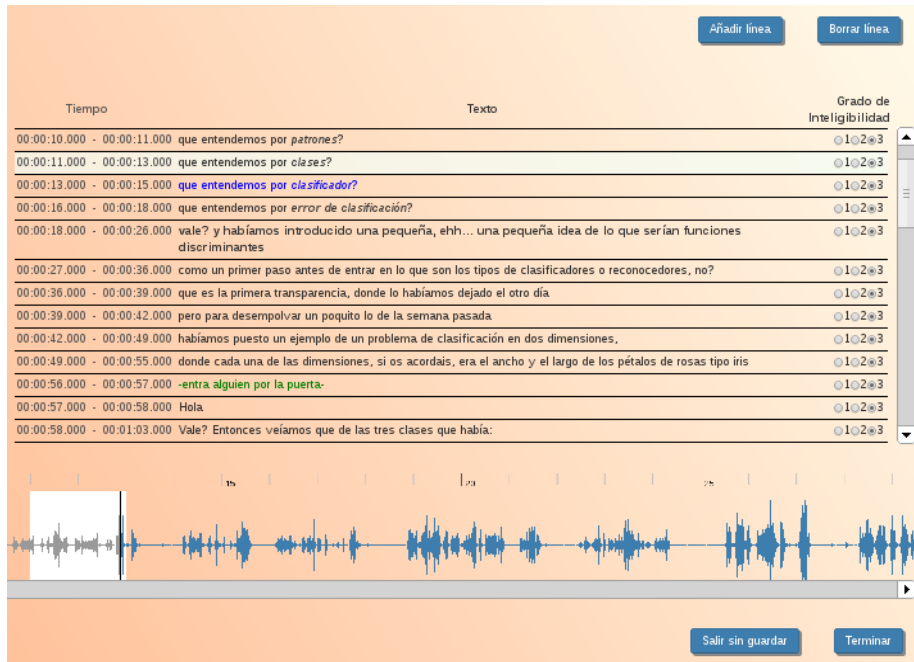 Añadir línea Borrar línea
Tiempo Texto Grado de Inteligibilidad
00:00:10.000 - 00:00:11.000 que entendemos por patrones? 1 2 3
00:00:11.000 - 00:00:13.000 que entendemos por clases? 1 2 3
00:00:13.000 - 00:00:15.000 que entendemos por clasificador? 1 2 3
00:00:16.000 - 00:00:18.000 que entendemos por error de clasificación? 1 2 3
00:00:18.000 - 00:00:26.000 vale? y habíamos introducido una pequeña, ehh... una pequeña idea de lo que serían funciones 1 2 3
discriminantes
00:00:27.000 - 00:00:36.000 como un primer paso antes de entrar en lo que son los tipos de clasificadores o reconocedores, no? 1 2 3
00:00:36.000 - 00:00:39.000 que es la primera transparencia, donde lo habíamos dejado el otro día 1 2 3
00:00:39.000 - 00:00:42.000 pero para desempolvar un poquito lo de la semana pasada 1 2 3
00:00:42.000 - 00:00:49.000 habíamos puesto un ejemplo de un problema de clasificación en dos dimensiones, 1 2 3
00:00:49.000 - 00:00:55.000 donde cada una de las dimensiones, si os acordais, era el ancho y el largo de los pétalos de rosas tipo iris 1 2 3
00:00:56.000 - 00:00:57.000 -entra alguien por la puerta- 1 2 3
00:00:57.000 - 00:00:58.000 Hola 1 2 3
00:00:58.000 - 00:01:03.000 Vale? Entonces veíamos que de las tres clases que había: 1 2 3
15 20 25
Salir sin guardar Terminar